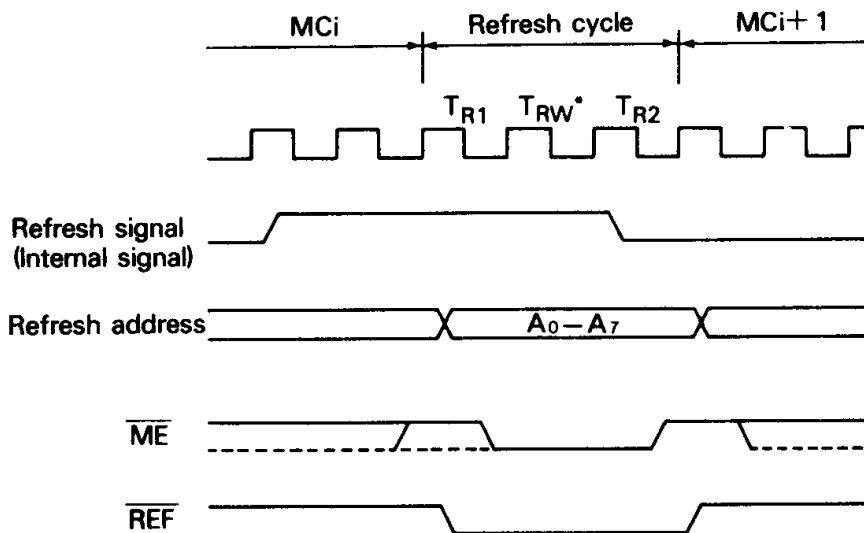 MCi Refresh cycle MCi+1
TR1 TRW* TR2
Refresh signal
(Internal signal)
Refresh address A0–A7
ME
REF